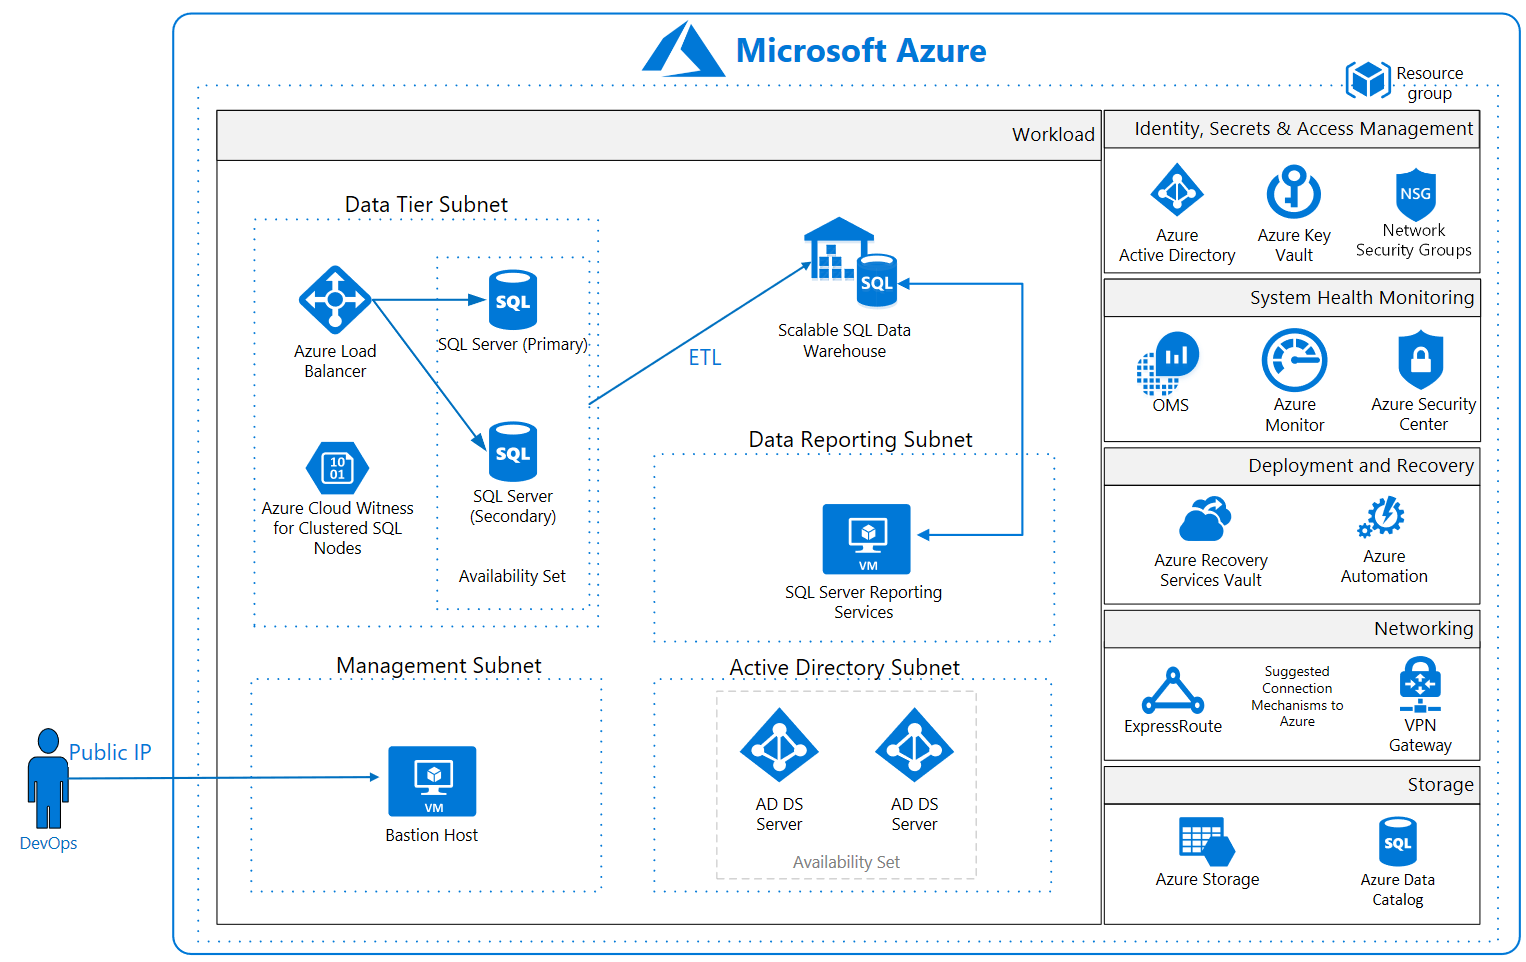 Microsoft Azure
Resource
group
Workload
Data Tier Subnet
Azure Load
Balancer
SQL
SQL Server (Primary)
SQL
SQL Server
(Secondary)
10
01
Azure Cloud Witness
for Clustered SQL
Nodes
Availability Set
ETL
SQL
Scalable SQL Data
Warehouse
Data Reporting Subnet
VM
SQL Server Reporting
Services
Management Subnet
VM
Bastion Host
Public IP
DevOps
Active Directory Subnet
AD DS
Server
AD DS
Server
Availability Set
Identity, Secrets & Access Management
Azure
Active Directory
Azure Key
Vault
NSG
Network
Security Groups
System Health Monitoring
OMS
Azure
Monitor
Azure Security
Center
Deployment and Recovery
Azure Recovery
Services Vault
Azure
Automation
Networking
ExpressRoute
Suggested
Connection
Mechanisms to
Azure
VPN
Gateway
Storage
Azure Storage
SQL
Azure Data
Catalog